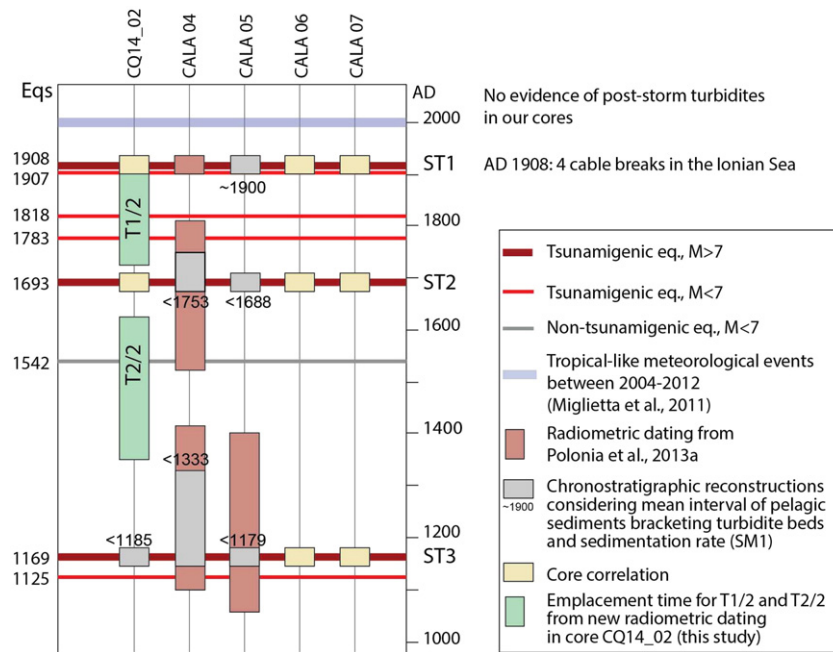 CQ14_02
CALA 04
CALA 05
CALA 06
CALA 07
Eqs
AD
2000
1908
1907
ST1
~1900
T1/2
1818
1800
1783
1693
ST2
<1753
<1688
1600
T2/2
1542
1400
<1333
1200
<1185
<1179
1169
ST3
1125
1000
No evidence of post-storm turbidites
in our cores
AD 1908: 4 cable breaks in the Ionian Sea
Tsunamigenic eq., M>7
Tsunamigenic eq., M<7
Non-tsunamigenic eq., M<7
Tropical-like meteorological events
between 2004-2012
(Miglietta et al., 2011)
Radiometric dating from
Polonia et al., 2013a
Chronostratigraphic reconstructions
~1900 considering mean interval of pelagic
sediments bracketing turbidite beds
and sedimentation rate (SM1)
Core correlation
Emplacement time for T1/2 and T2/2
from new radiometric dating
in core CQ14_02 (this study)